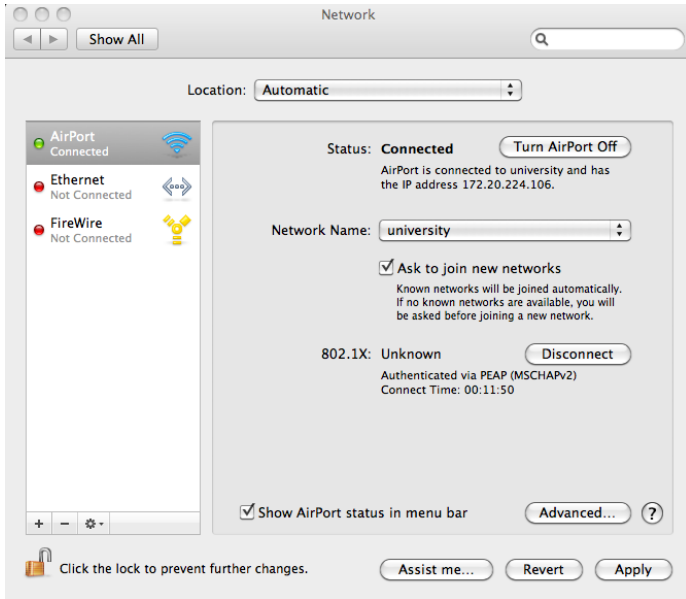 Network
Show All
Location: Automatic
AirPort
Connected
Ethernet
Not Connected
FireWire
Not Connected
+ −
Status: Connected Turn AirPort Off
AirPort is connected to university and has
the IP address 172.20.224.106.
Network Name: university
Ask to join new networks
Known networks will be joined automatically.
If no known networks are available, you will
be asked before joining a new network.
802.1X: Unknown Disconnect
Authenticated via PEAP (MSCHAPv2)
Connect Time: 00:11:50
Show AirPort status in menu bar Advanced... ?
Click the lock to prevent further changes. Assist me... Revert Apply